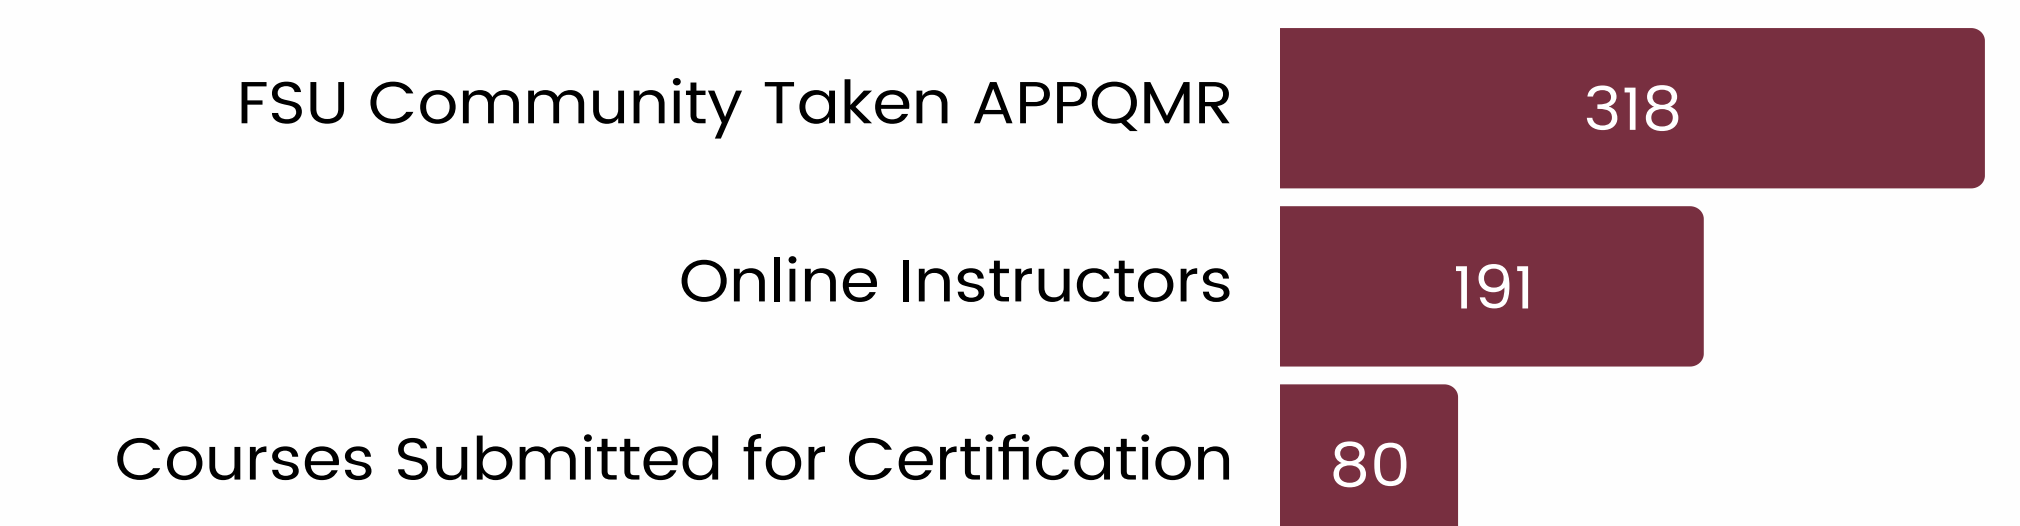 FSU Community Taken APPQMR 318
Online Instructors 191
Courses Submitted for Certification 80